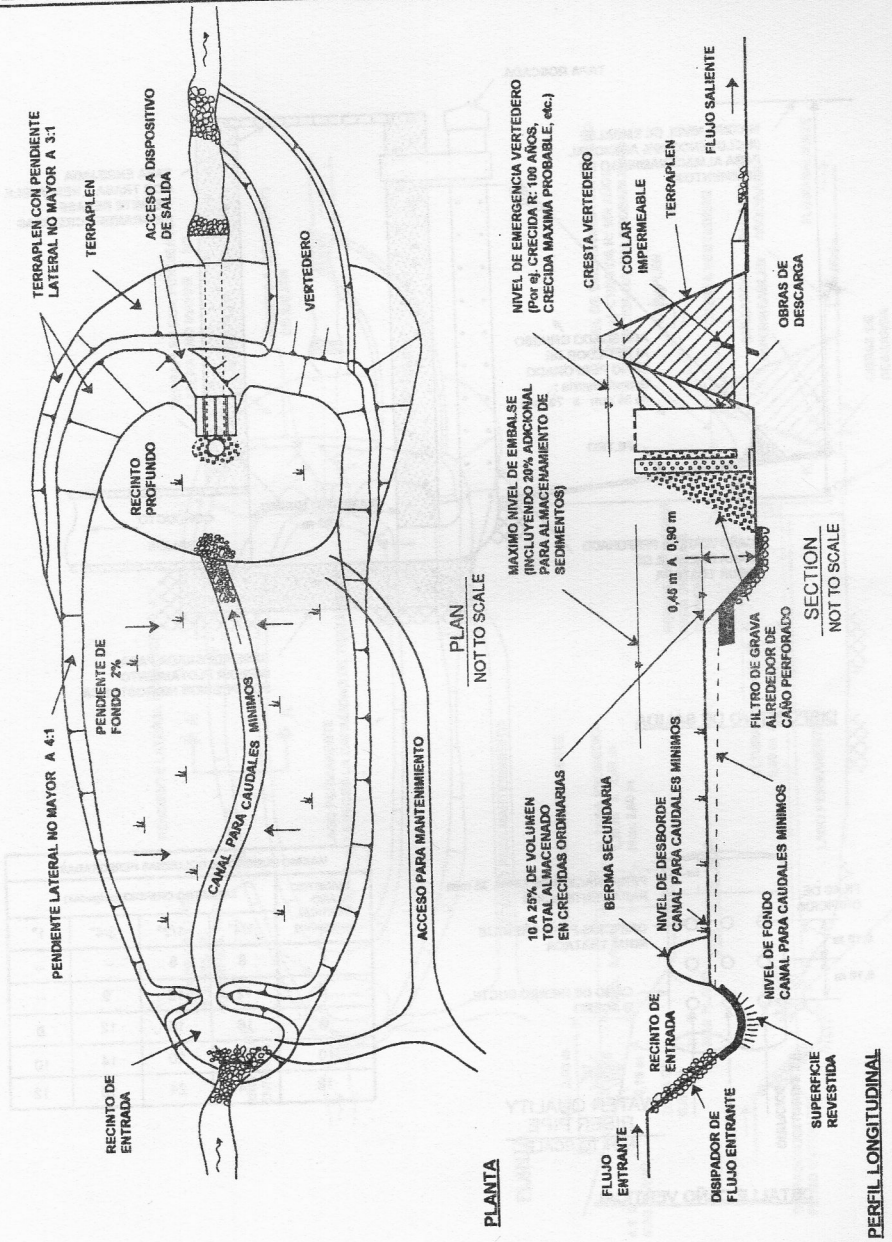 PLANTA
RECINTO DE
ENTRADA
PENDIENTE LATERAL NO MAYOR A 4:1
PENDIENTE DE
FONDO 2%
CANAL PARA CAUDALES MINIMOS
ACCESO PARA MANTENIMIENTO
RECINTO
PROFUNDO
TERRAPLEN CON PENDIENTE
LATERAL NO MAYOR A 3:1
TERRAPLEN
ACCESO A DISPOSITIVO
DE SALIDA
VERTEDERO
PLAN
NOT TO SCALE
PERFIL LONGITUDINAL
FLUJO
ENTRANTE
DISIPADOR DE
FLUJO ENTRANTE
RECINTO DE
ENTRADA
SUPERFICIE
REVESTIDA
BERMA SECUNDARIA
NIVEL DE DESBORDE
CANAL PARA CAUDALES MINIMOS
NIVEL DE FONDO
CANAL PARA CAUDALES MINIMOS
10 A 25% DE VOLUMEN
TOTAL ALMACENADO
EN CRECIDAS ORDINARIAS
MAXIMO NIVEL DE EMBALSE
(INCLUYENDO 20% ADICIONAL
PARA ALMACENAMIENTO DE
SEDIMENTOS)
0,45 m A 0,90 m
FILTRO DE GRAVA
ALREDEDOR DE
CAÑO PERFORADO
NIVEL DE EMERGENCIA VERTEDERO
(Por ej. CRECIDA R: 100 AÑOS,
CRECIDA MAXIMA PROBABLE, etc.)
CRESTA VERTEDERO
COLLAR
IMPERMEABLE
TERRAPLEN
FLUJO SALIENTE
OBRAS DE
DESCARGA
SECTION
NOT TO SCALE